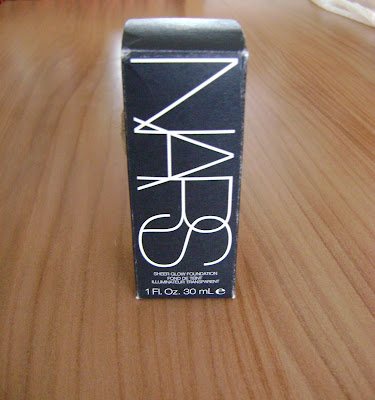 NARS
SHEER GLOW FOUNDATION
FOND DE TEINT
ILLUMINATEUR TRANSPARENT
1 Fl. Oz. 30 mL ℮